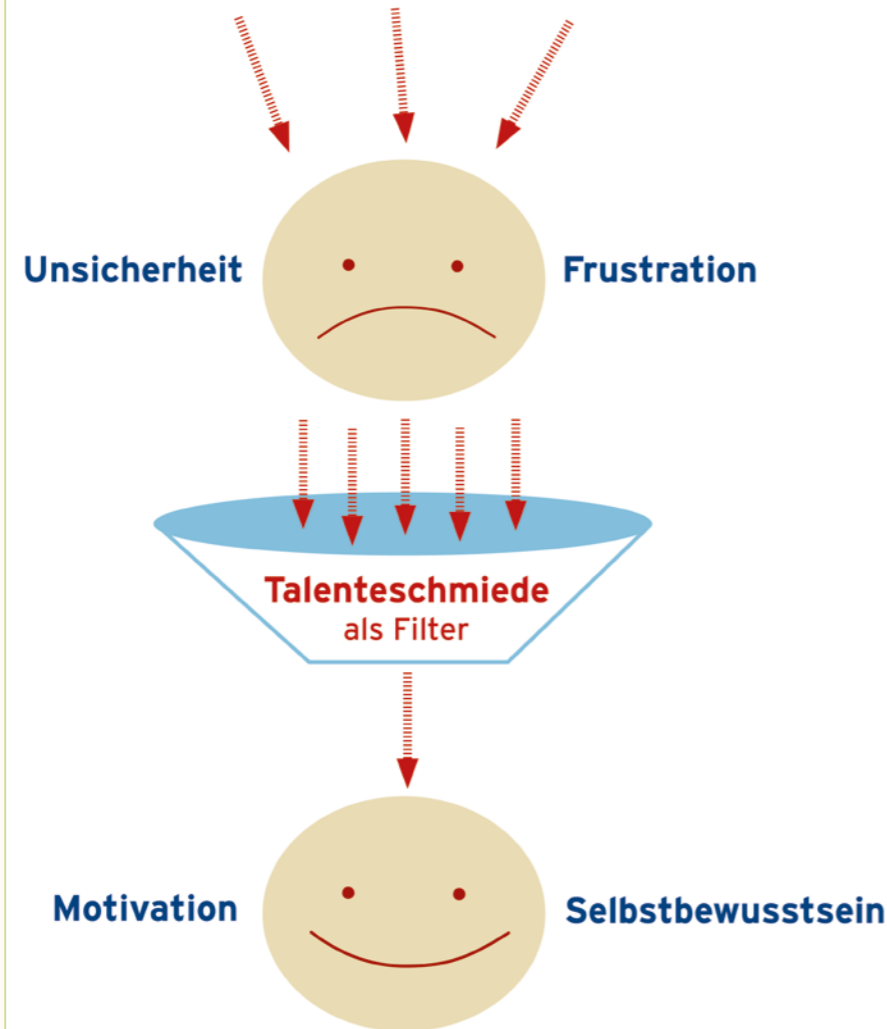 Unsicherheit
Frustration
Talenteschmiede
als Filter
Motivation
Selbstbewusstsein